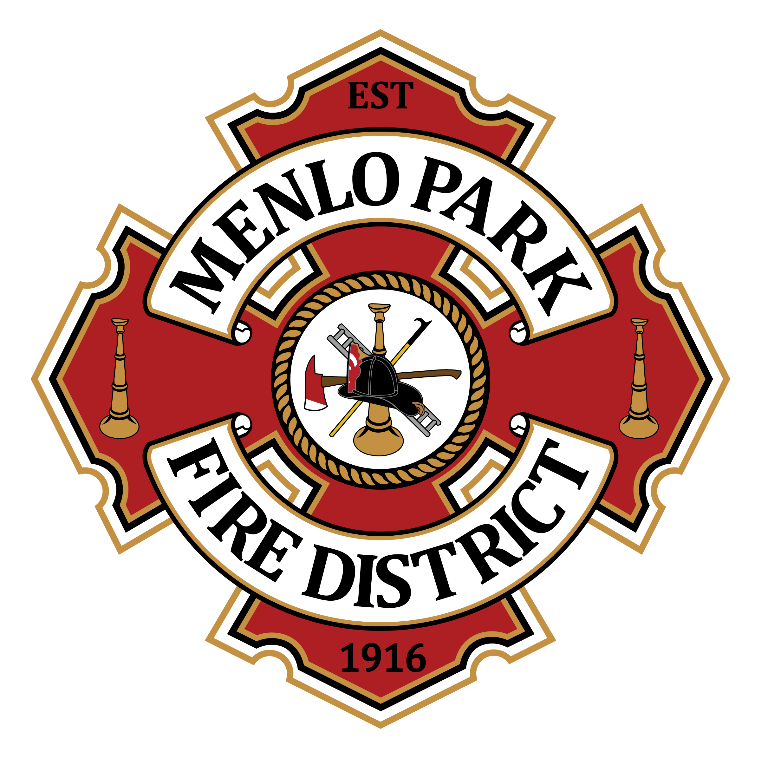 EST
MENLO PARK
FIRE DISTRICT
1916